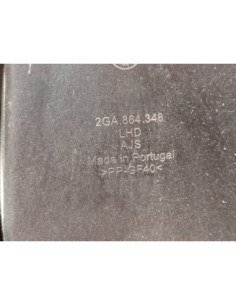 2GA.864.348
LHD
AJS
Made in Portugal
>PP-GF40<